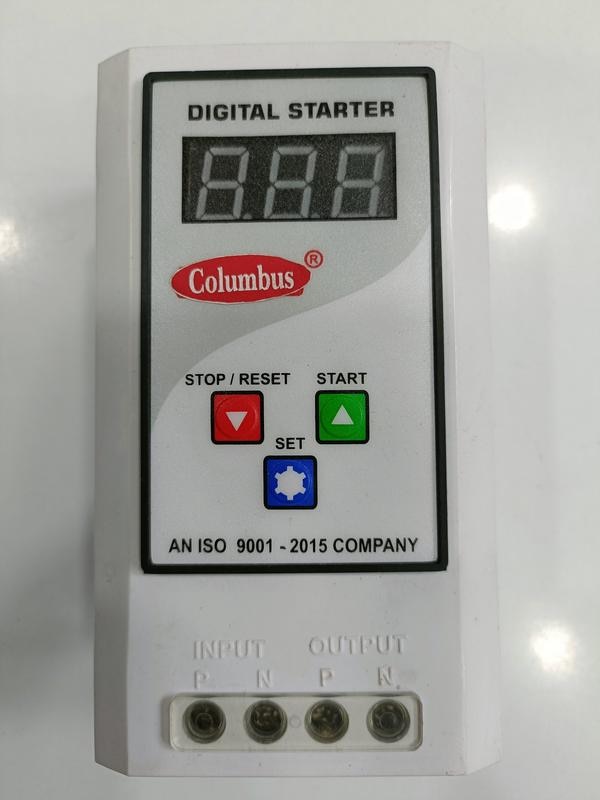 DIGITAL STARTER
Columbus ®
STOP / RESET START
SET
AN ISO 9001 - 2015 COMPANY
INPUT OUTPUT
P N P N